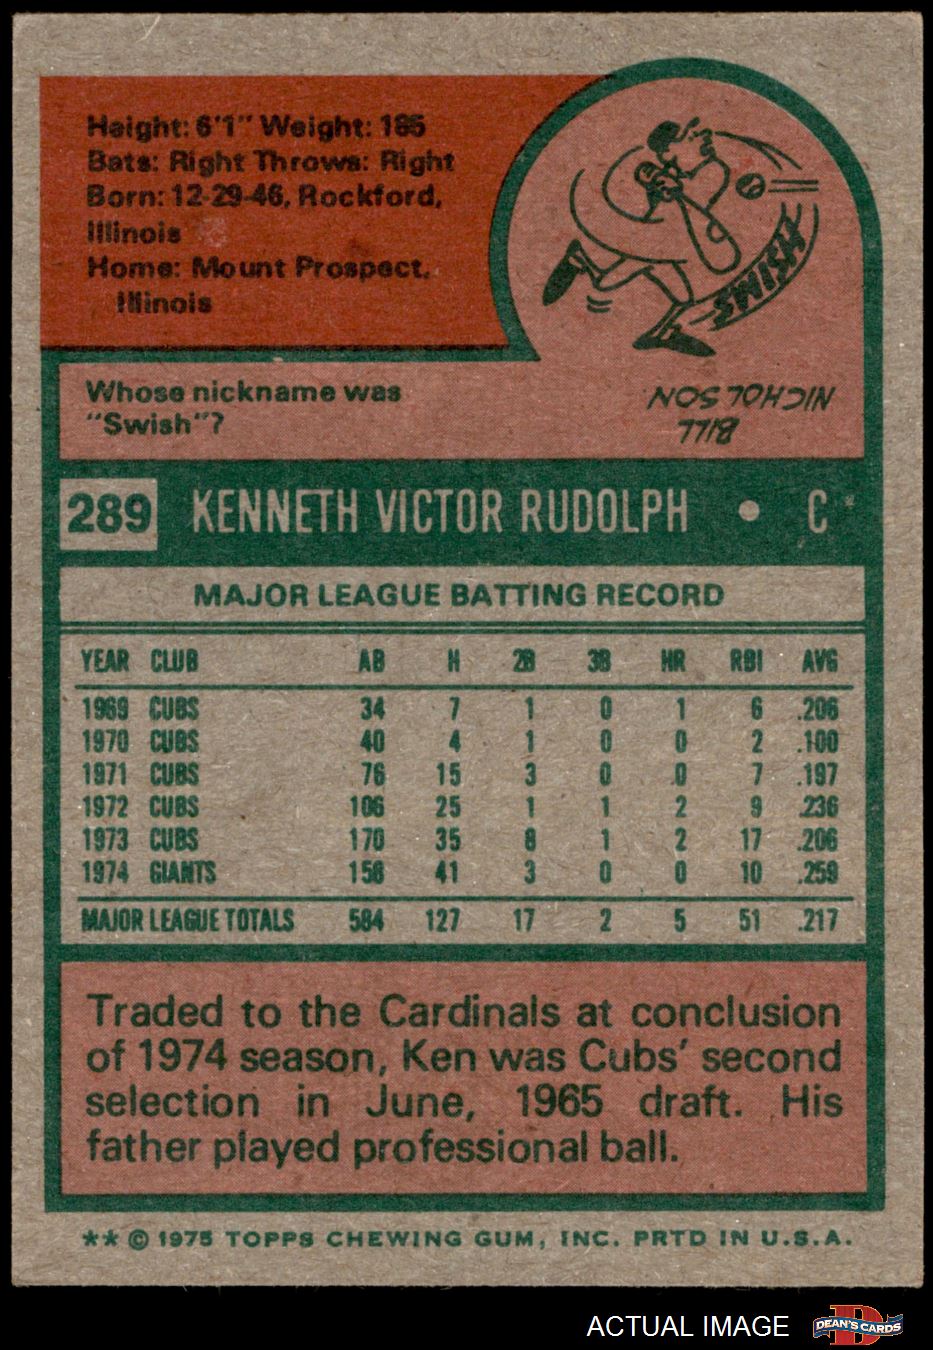 Height: 6'1" Weight: 185
Bats: Right Throws: Right
Born: 12-29-46, Rockford,
Illinois
Home: Mount Prospect,
Illinois
SWISH
Whose nickname was
"Swish"?
BILL
NICHOLSON
289 KENNETH VICTOR RUDOLPH • C
MAJOR LEAGUE BATTING RECORD
YEAR CLUB AB H 2B 3B HR RBI AVG
1969 CUBS 34 7 1 0 1 6 .206
1970 CUBS 40 4 1 0 0 2 .100
1971 CUBS 76 15 3 0 0 7 .197
1972 CUBS 106 25 1 1 2 9 .236
1973 CUBS 170 35 8 1 2 17 .206
1974 GIANTS 158 41 3 0 0 10 .259
MAJOR LEAGUE TOTALS 584 127 17 2 5 51 .217
Traded to the Cardinals at conclusion
of 1974 season, Ken was Cubs' second
selection in June, 1965 draft. His
father played professional ball.
** © 1975 TOPPS CHEWING GUM, INC. PRTD IN U.S.A.
ACTUAL IMAGE DEAN'S CARDS